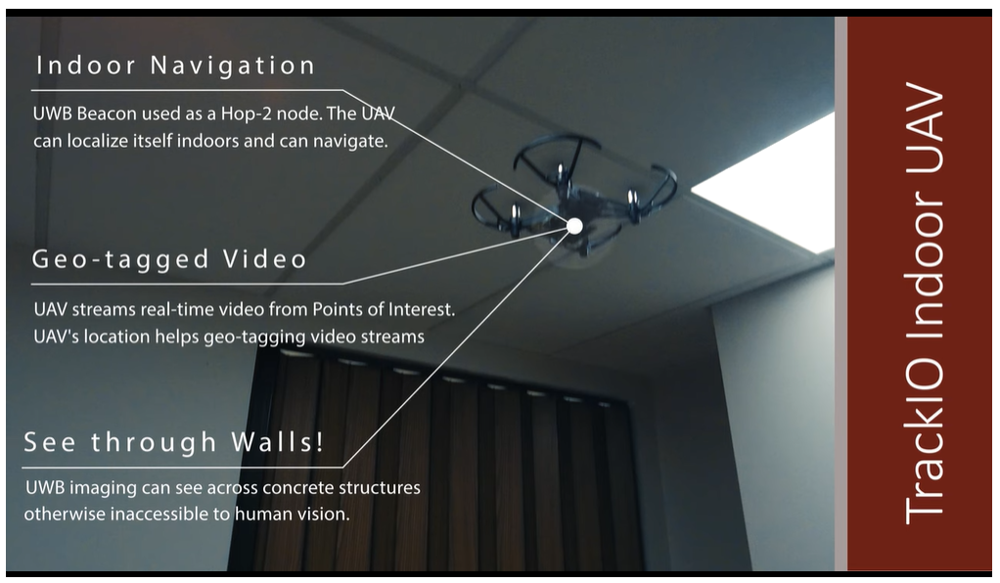 Indoor Navigation
UWB Beacon used as a Hop-2 node. The UAV
can localize itself indoors and can navigate.
Geo-tagged Video
UAV streams real-time video from Points of Interest.
UAV's location helps geo-tagging video streams
See through Walls!
UWB imaging can see across concrete structures
otherwise inaccessible to human vision.
TrackIO Indoor UAV